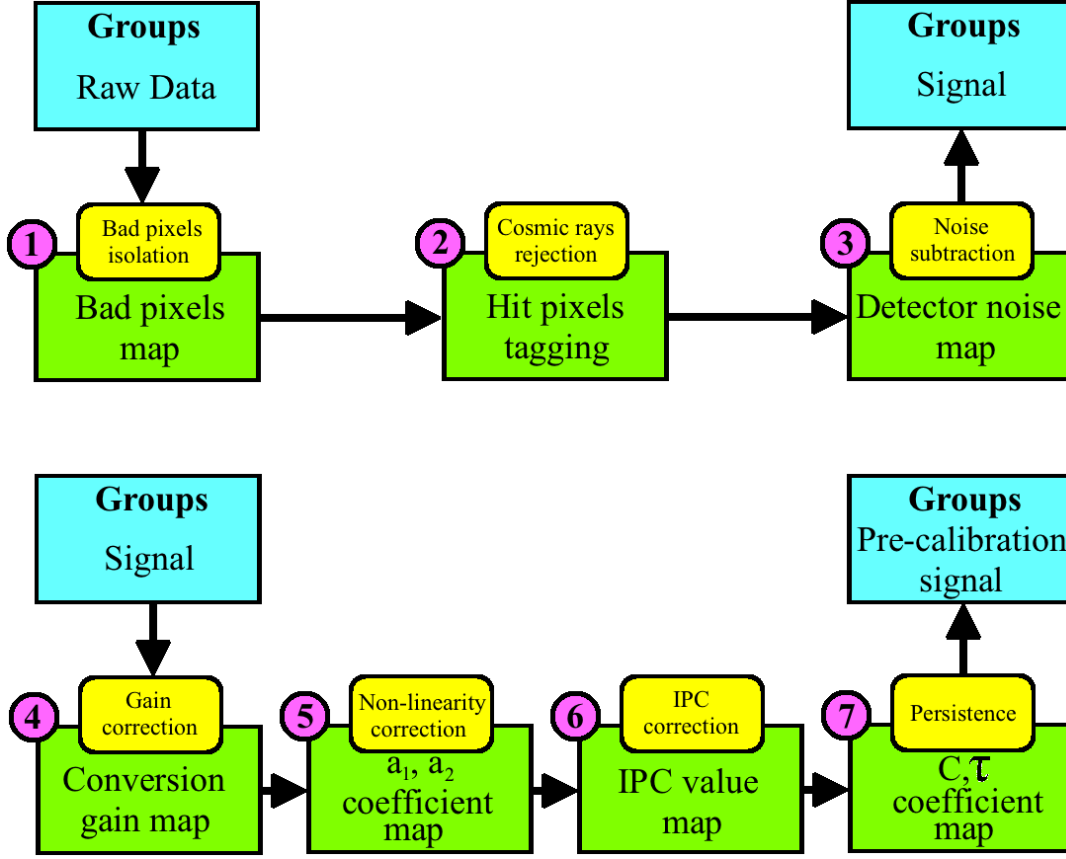 Groups
Raw Data
Groups
Signal
1
Bad pixels
isolation
Bad pixels
map
2
Cosmic rays
rejection
Hit pixels
tagging
3
Noise
subtraction
Detector noise
map
Groups
Signal
Groups
Pre-calibration
signal
4
Gain
correction
Conversion
gain map
5
Non-linearity
correction
a₁, a₂
coefficient
map
6
IPC
correction
IPC value
map
7
Persistence
C,τ
coefficient
map